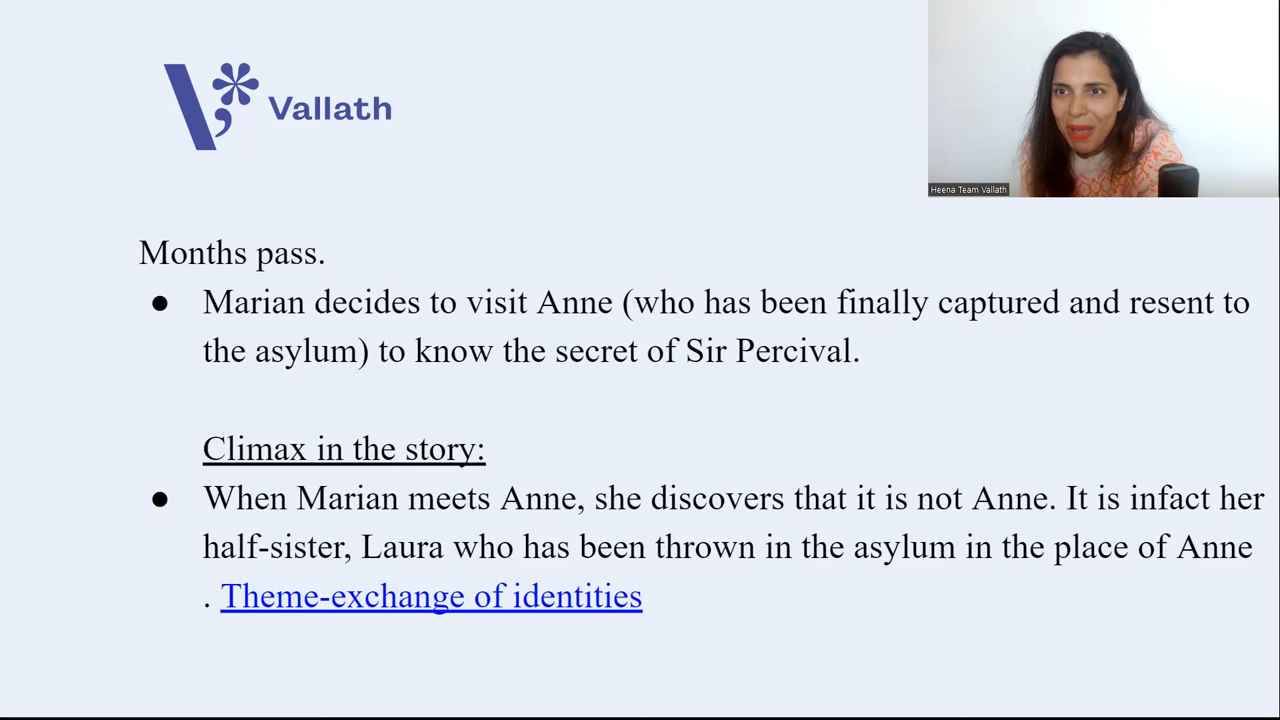 Vallath
Heena Team Vallath
Months pass.
● Marian decides to visit Anne (who has been finally captured and resent to
the asylum) to know the secret of Sir Percival.
Climax in the story:
● When Marian meets Anne, she discovers that it is not Anne. It is infact her
half-sister, Laura who has been thrown in the asylum in the place of Anne
. Theme-exchange of identities